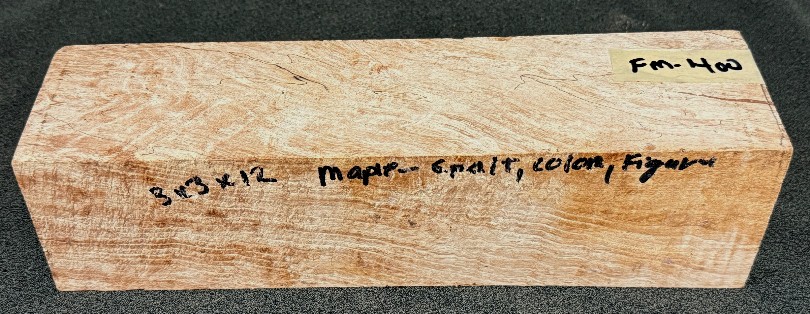 FM-400
3x3x12 Maple-- Spalt, color, Figure